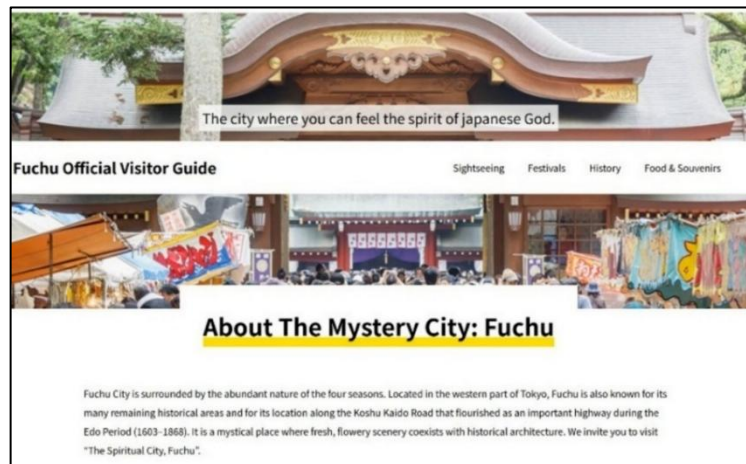 The city where you can feel the spirit of japanese God.
Fuchu Official Visitor Guide
Sightseeing Festivals History Food & Souvenirs
About The Mystery City: Fuchu
Fuchu City is surrounded by the abundant nature of the four seasons. Located in the western part of Tokyo, Fuchu is also known for its
many remaining historical areas and for its location along the Koshu Kaido Road that flourished as an important highway during the
Edo Period (1603–1868). It is a mystical place where fresh, flowery scenery coexists with historical architecture. We invite you to visit
"The Spiritual City, Fuchu".